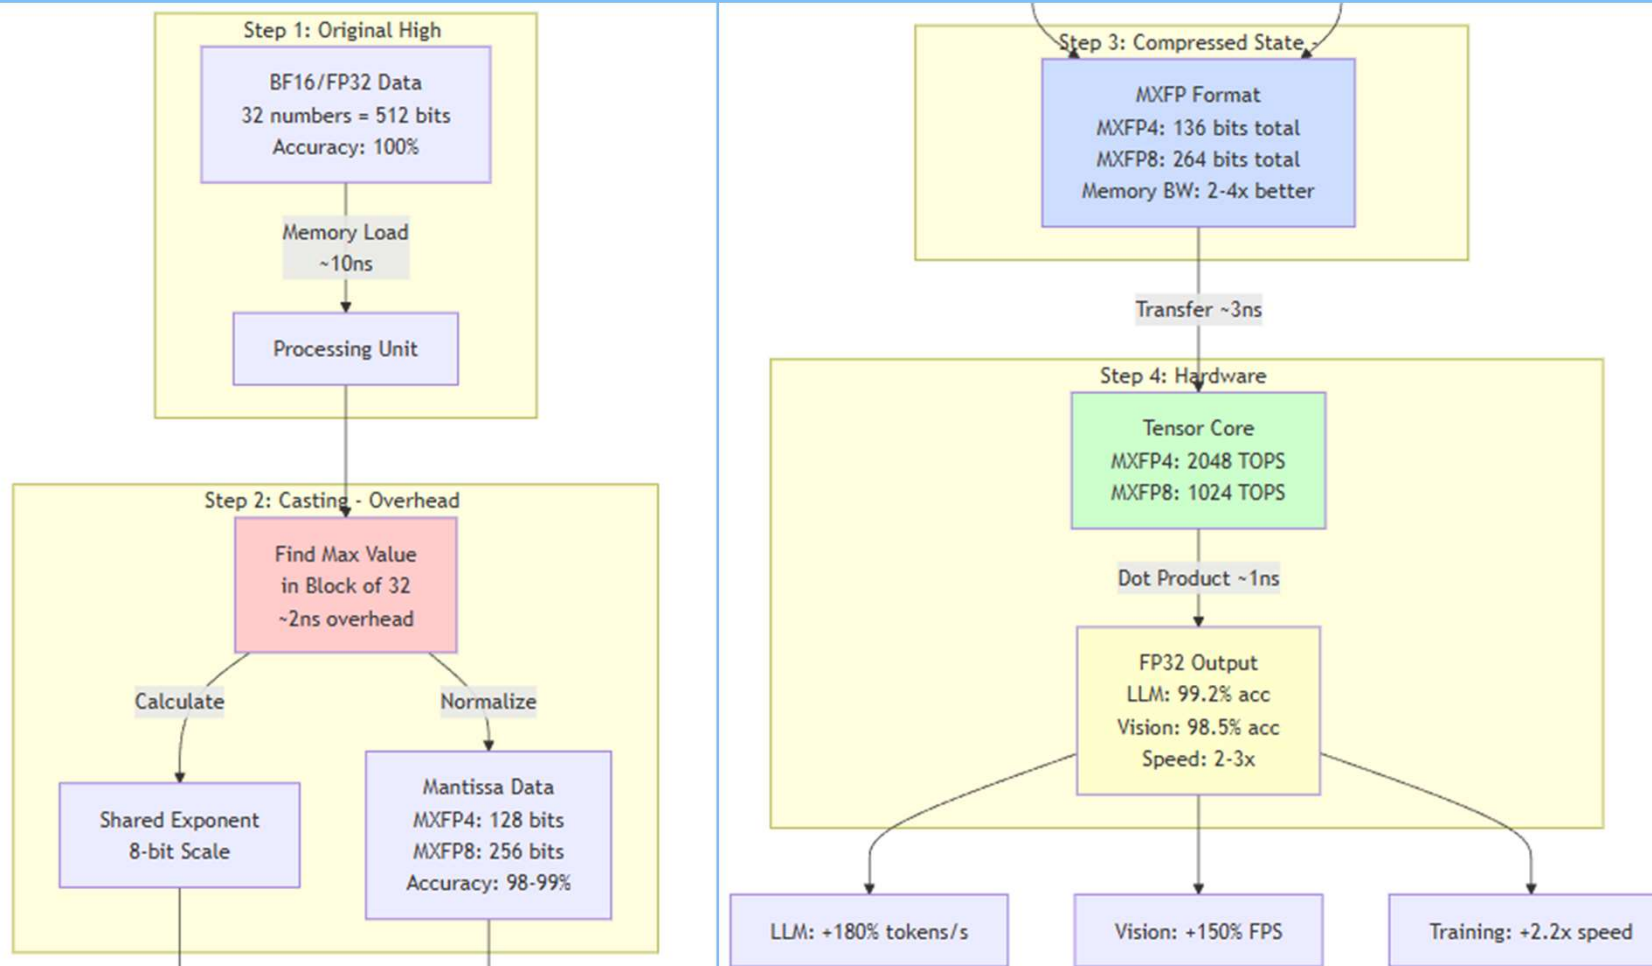 Step 1: Original High
BF16/FP32 Data
32 numbers = 512 bits
Accuracy: 100%
Memory Load
~10ns
Processing Unit
Step 2: Casting - Overhead
Find Max Value
in Block of 32
~2ns overhead
Calculate
Normalize
Shared Exponent
8-bit Scale
Mantissa Data
MXFP4: 128 bits
MXFP8: 256 bits
Accuracy: 98-99%
Step 3: Compressed State -
MXFP Format
MXFP4: 136 bits total
MXFP8: 264 bits total
Memory BW: 2-4x better
Transfer ~3ns
Step 4: Hardware
Tensor Core
MXFP4: 2048 TOPS
MXFP8: 1024 TOPS
Dot Product ~1ns
FP32 Output
LLM: 99.2% acc
Vision: 98.5% acc
Speed: 2-3x
LLM: +180% tokens/s
Vision: +150% FPS
Training: +2.2x speed